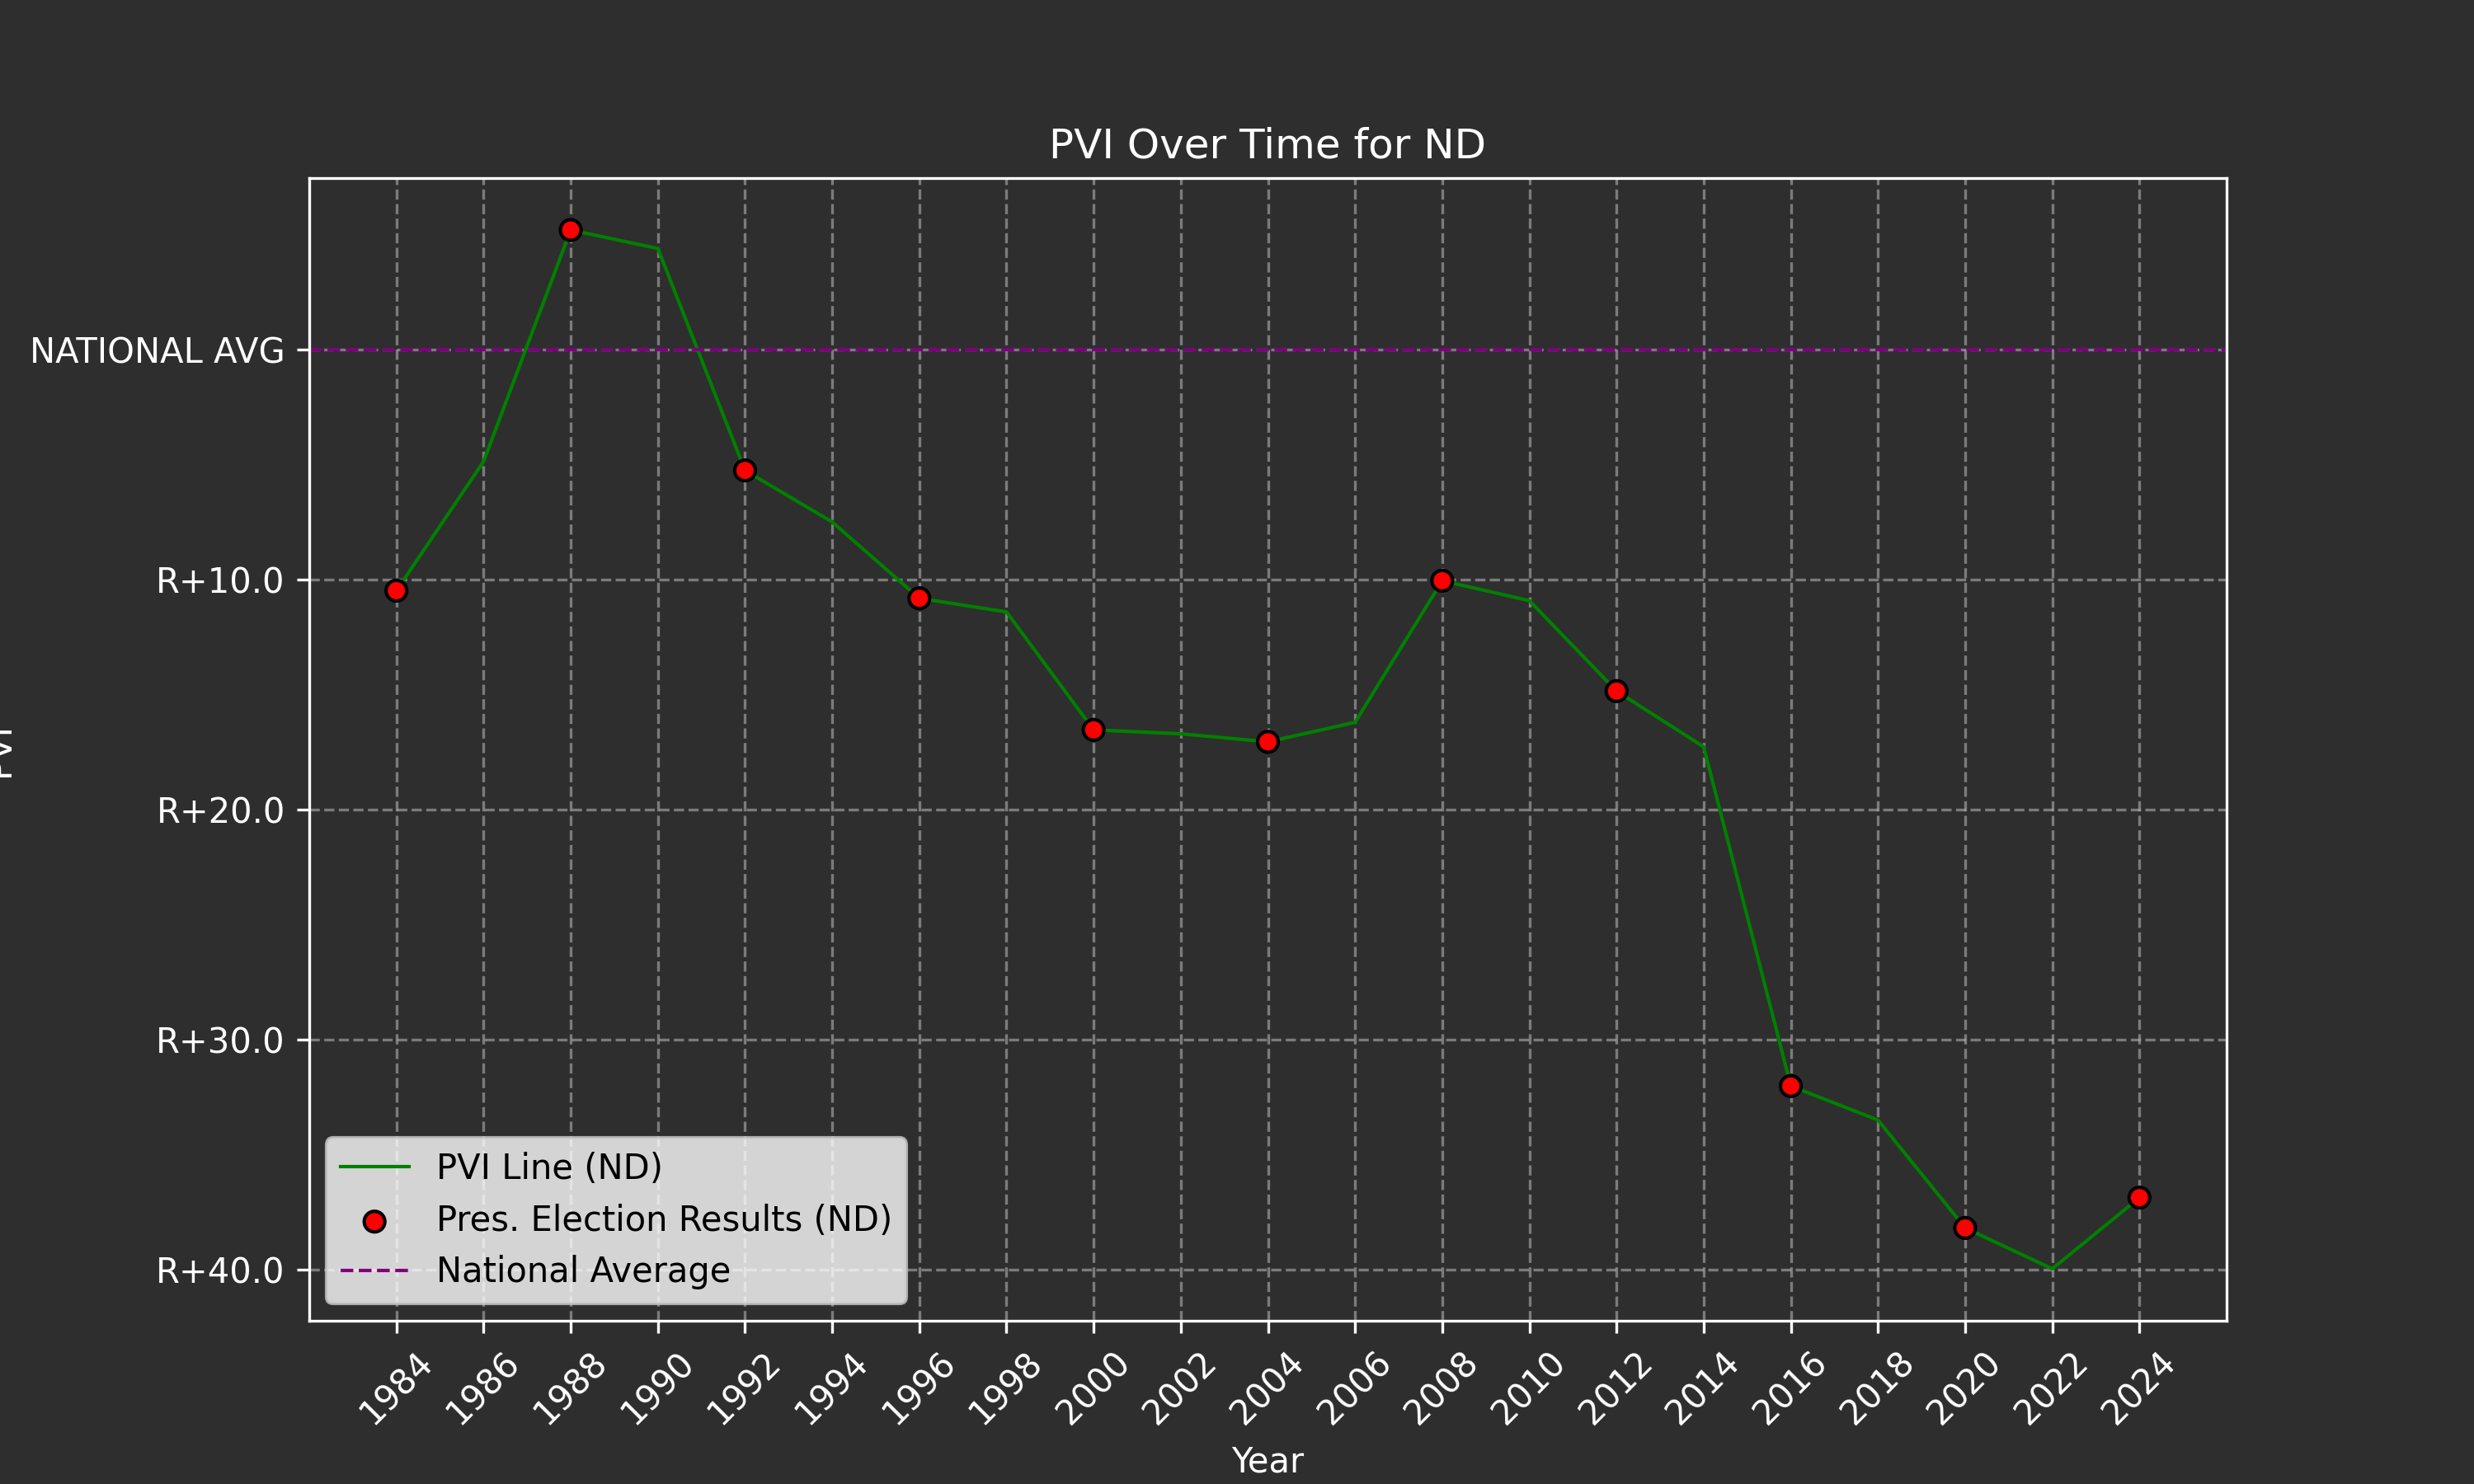 PVI Over Time for ND
NATIONAL AVG
R+10.0
R+20.0
R+30.0
R+40.0
PVI
PVI Line (ND)
Pres. Election Results (ND)
National Average
1984
1986
1988
1990
1992
1994
1996
1998
2000
2002
2004
2006
2008
2010
2012
2014
2016
2018
2020
2022
2024
Year